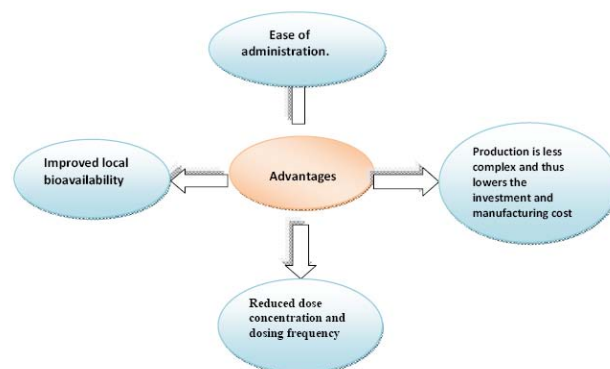 Ease of
administration.
Improved local
bioavailability
Advantages
Production is less
complex and thus
lowers the
investment and
manufacturing cost
Reduced dose
concentration and
dosing frequency